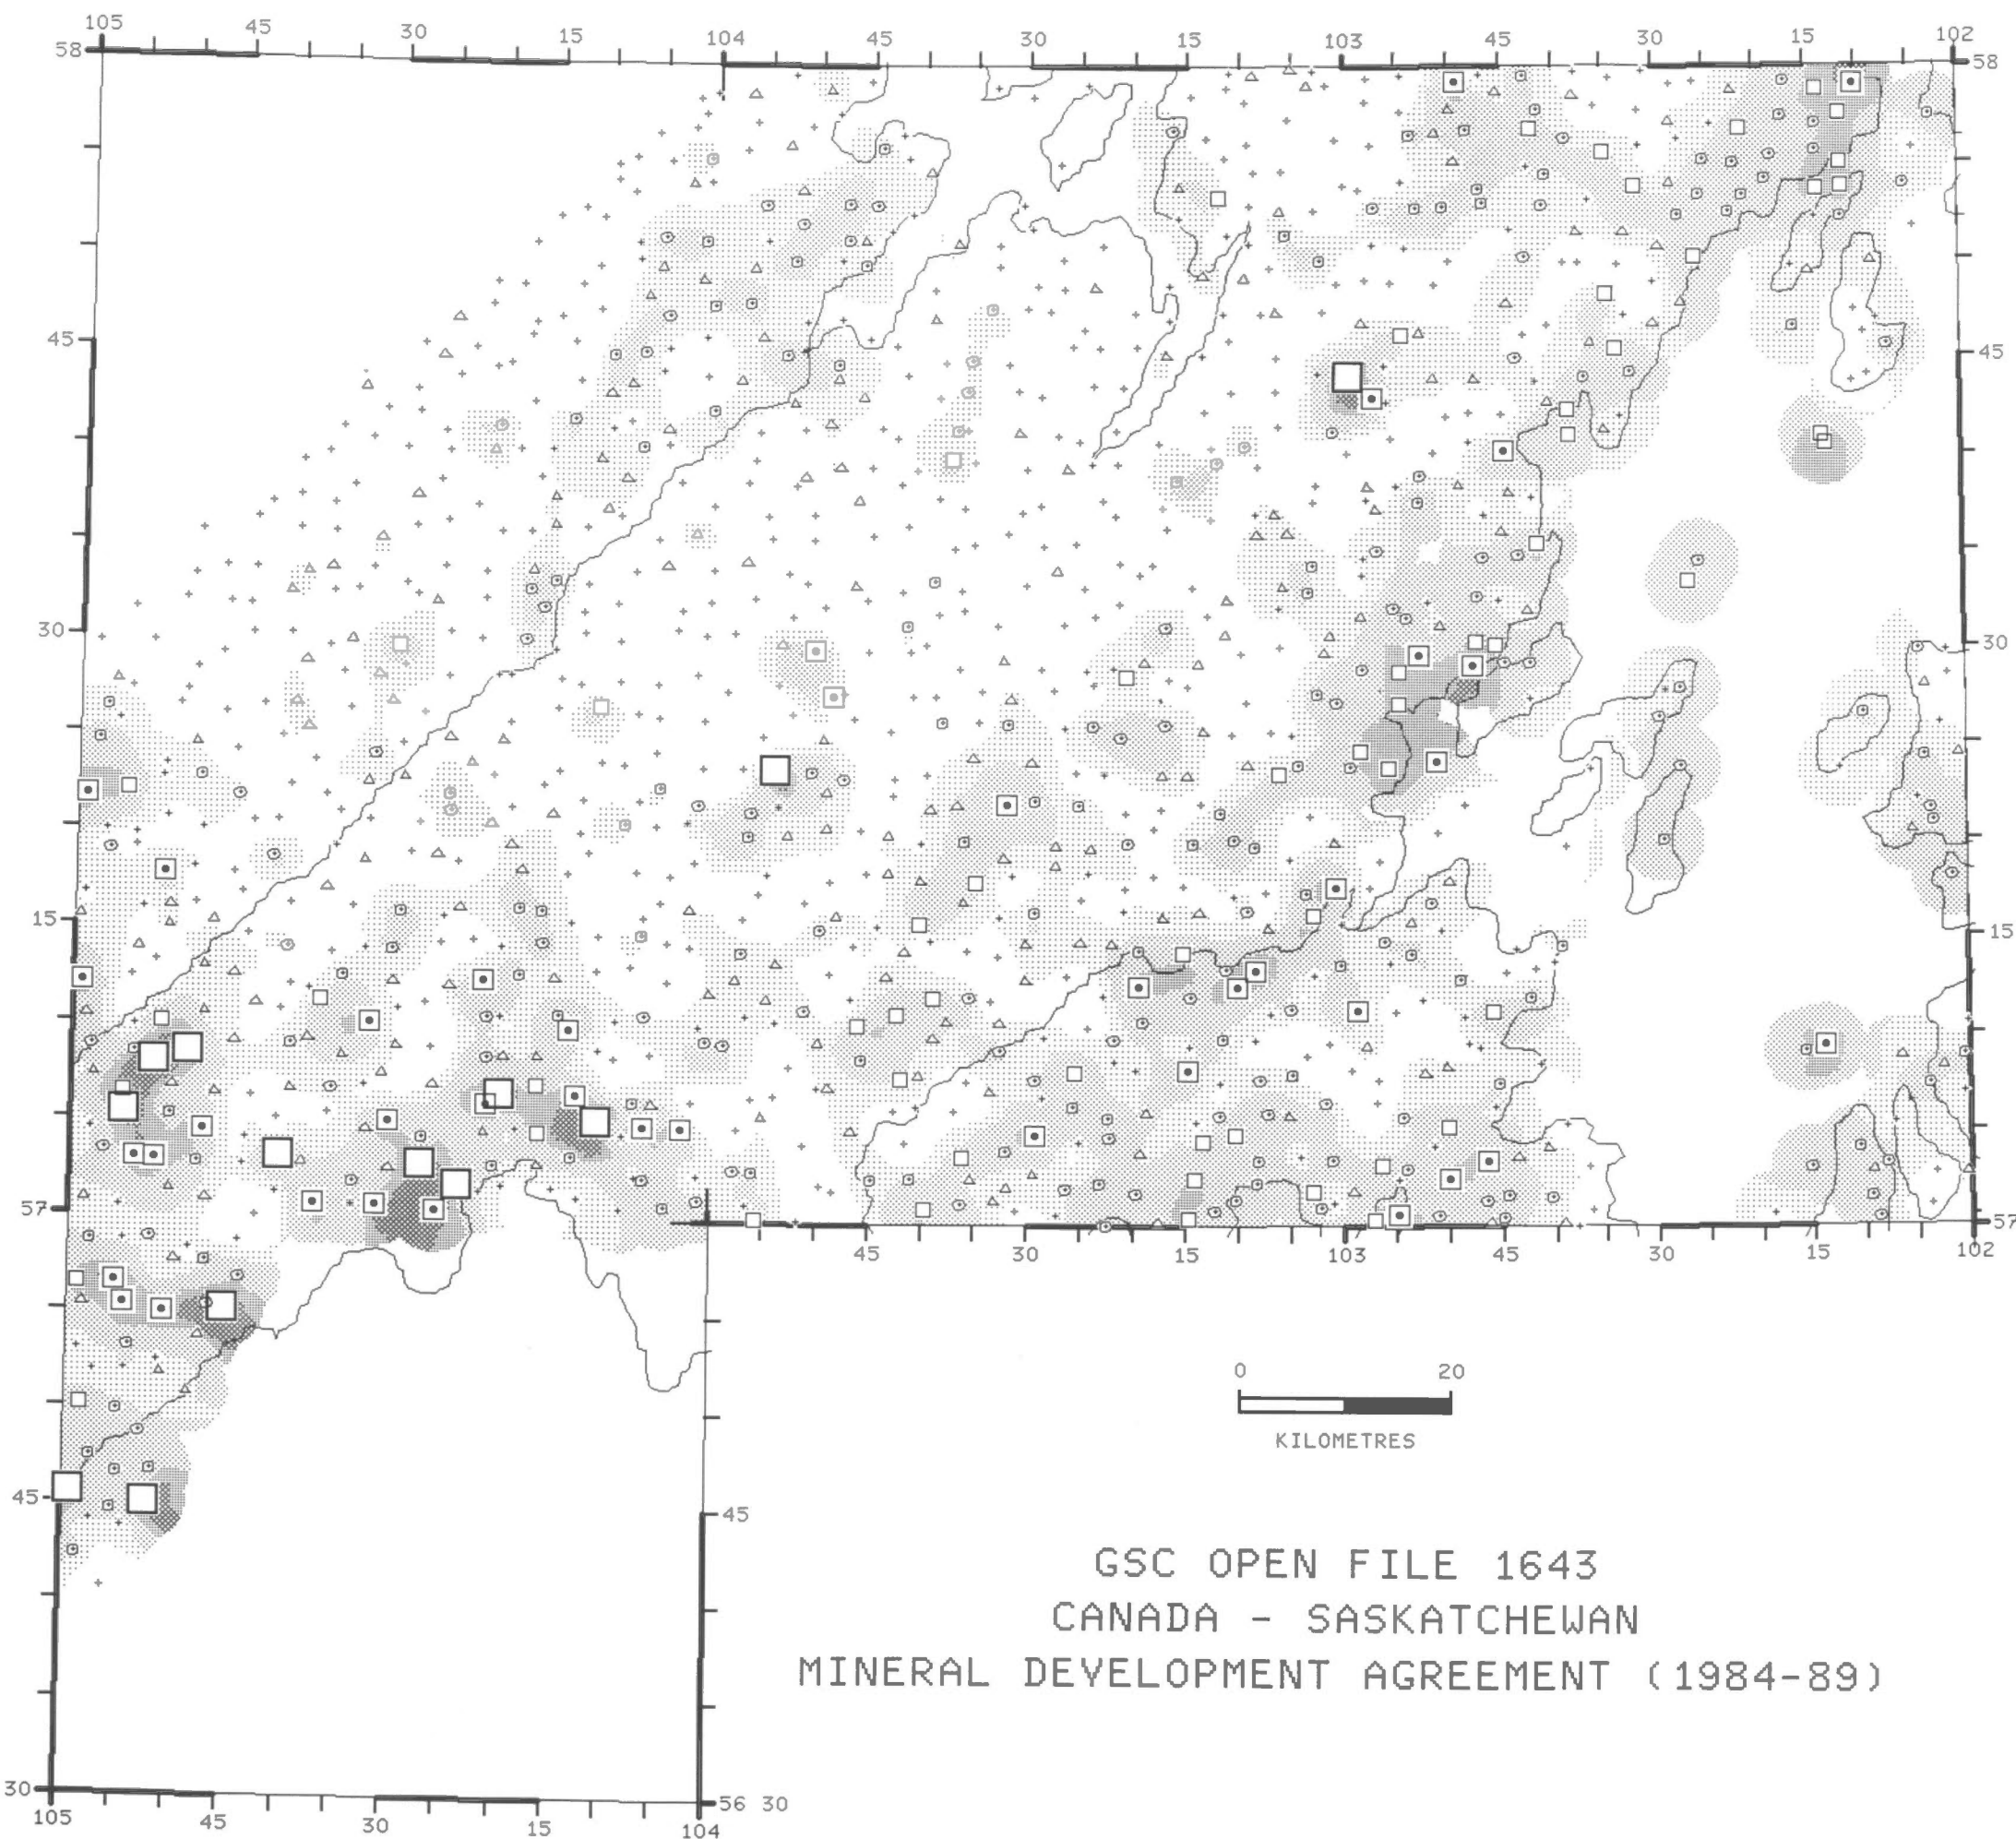 105 45 30 15 104 45 30 15 103 45 30 15 102
58 58
45 45
30 30
15 15
57 57
45 30 15 103 45 30 15 102
0 20
KILOMETRES
45 45
GSC OPEN FILE 1643
CANADA - SASKATCHEWAN
MINERAL DEVELOPMENT AGREEMENT (1984-89)
30 56 30
105 45 30 15 104